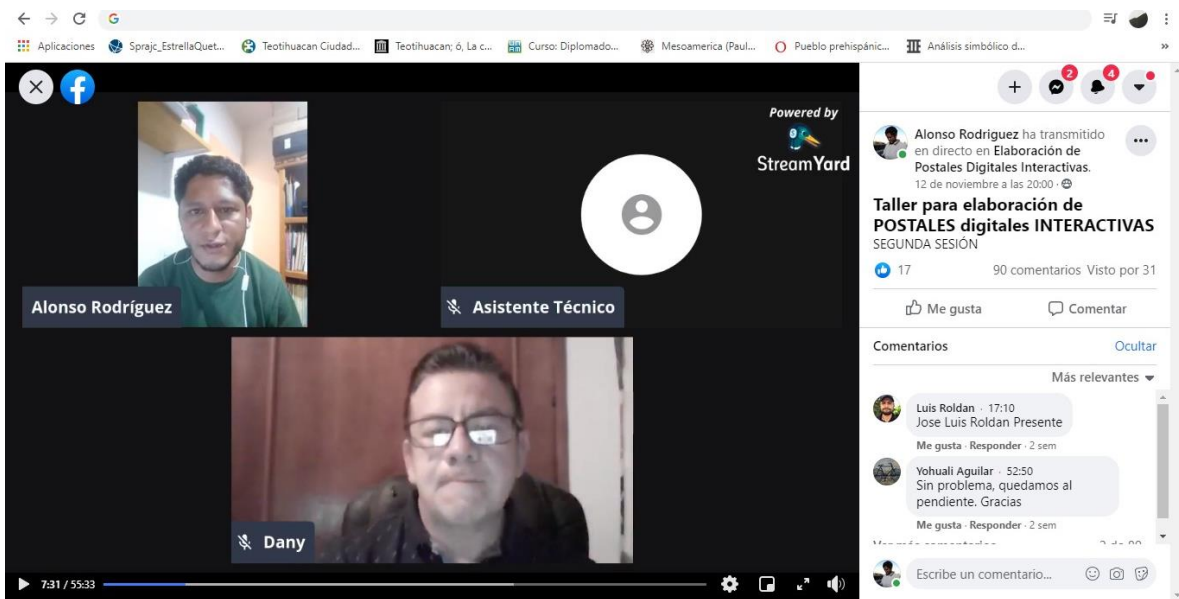 G
Aplicaciones
Sprajc_EstrellaQuet...
Teotihuacan Ciudad...
Teotihuacan; ó, La c...
Curso: Diplomado...
Mesoamerica (Paul...
Pueblo prehispánic...
Análisis simbólico d...
»
Powered by
StreamYard
Alonso Rodríguez
Asistente Técnico
Dany
7:31 / 55:33
2
4
Alonso Rodriguez ha transmitido
en directo en Elaboración de
Postales Digitales Interactivas.
12 de noviembre a las 20:00 ·
Taller para elaboración de
POSTALES digitales INTERACTIVAS
SEGUNDA SESIÓN
17
90 comentarios Visto por 31
Me gusta
Comentar
Comentarios
Ocultar
Más relevantes
Luis Roldan · 17:10
Jose Luis Roldan Presente
Me gusta · Responder · 2 sem
Yohuali Aguilar · 52:50
Sin problema, quedamos al
pendiente. Gracias
Me gusta · Responder · 2 sem
Escribe un comentario...